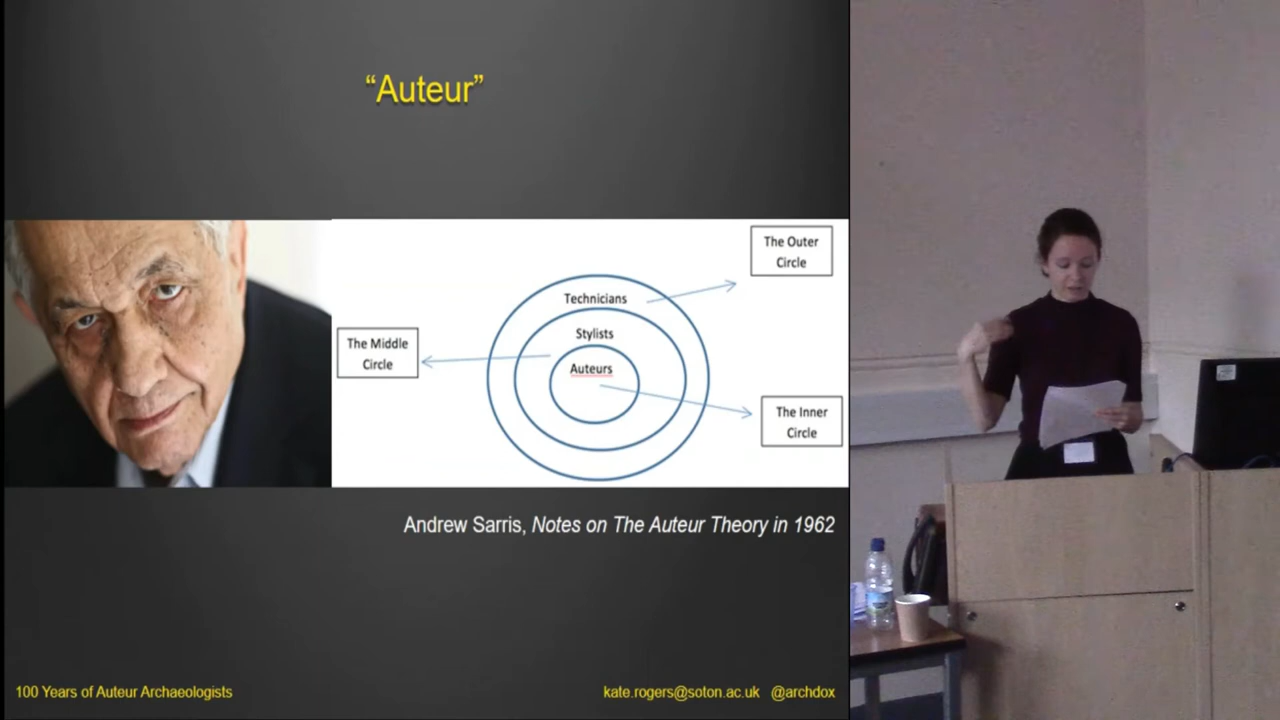 “Auteur”
The Outer
Circle
Technicians
Stylists
The Middle
Circle
Auteurs
The Inner
Circle
Andrew Sarris, Notes on The Auteur Theory in 1962
100 Years of Auteur Archaeologists
kate.rogers@soton.ac.uk @archdox